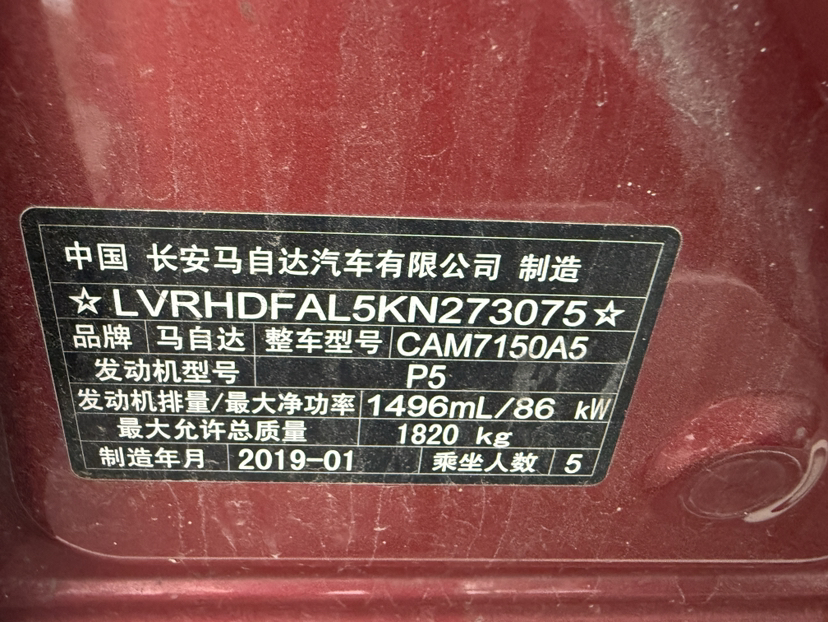 中国 长安马自达汽车有限公司 制造
☆LVRHDFAL5KN273075☆
品牌 马自达 整车型号 CAM7150A5
发动机型号 P5
发动机排量/最大净功率 1496mL/86 kW
最大允许总质量 1820 kg
制造年月 2019-01 乘坐人数 5